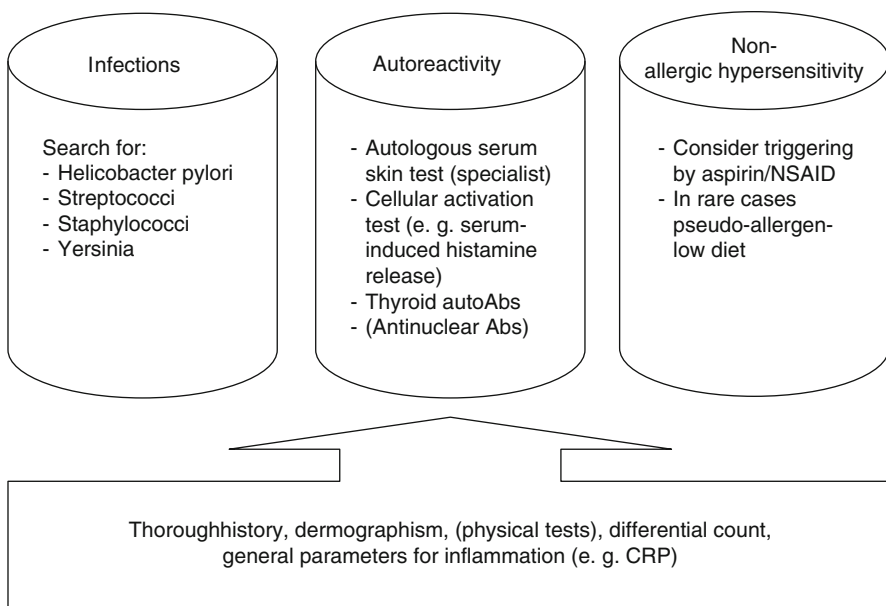 Infections
Search for:
- Helicobacter pylori
- Streptococci
- Staphylococci
- Yersinia
Autoreactivity
- Autologous serum
skin test (specialist)
- Cellular activation
test (e. g. serum-
induced histamine
release)
- Thyroid autoAbs
- (Antinuclear Abs)
Non-
allergic hypersensitivity
- Consider triggering
by aspirin/NSAID
- In rare cases
pseudo-allergen-
low diet
Thoroughhistory, dermographism, (physical tests), differential count,
general parameters for inflammation (e. g. CRP)